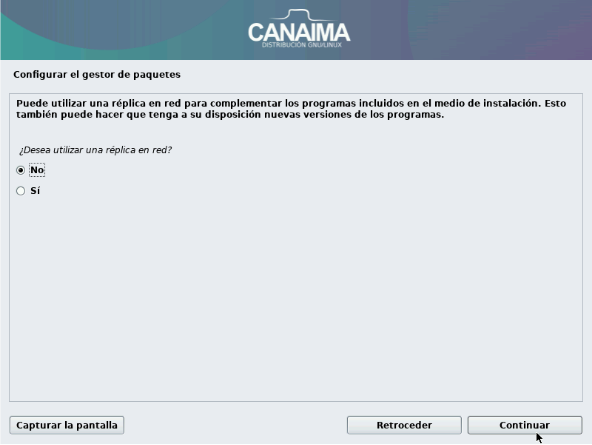 CANAIMA
DISTRIBUCIÓN GNU/LINUX
Configurar el gestor de paquetes
Puede utilizar una réplica en red para complementar los programas incluidos en el medio de instalación. Esto
también puede hacer que tenga a su disposición nuevas versiones de los programas.
¿Desea utilizar una réplica en red?
No
Sí
Capturar la pantalla
Retroceder
Continuar